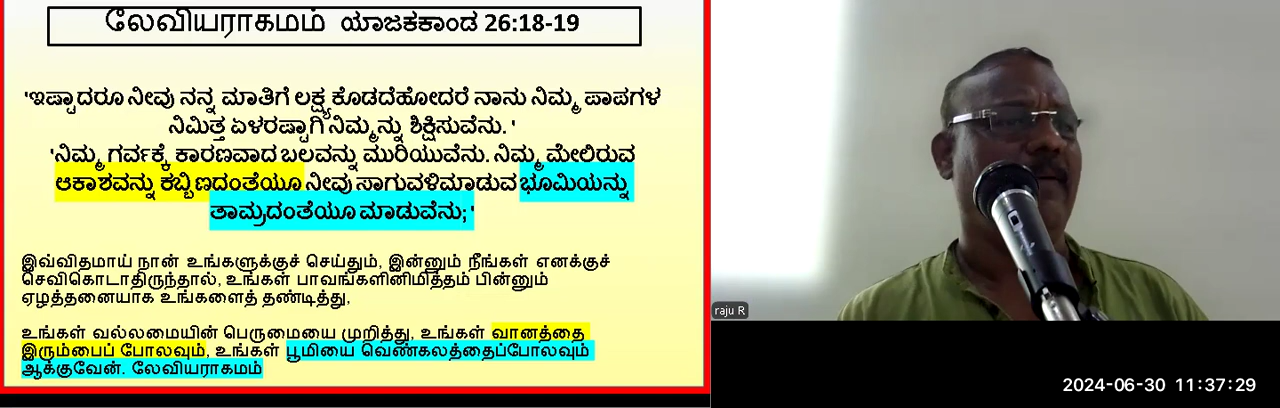 லேவியராகமம் ಯಾಜಕಕಾಂಡ 26:18-19
'ಇಷ್ಟಾದರೂ ನೀವು ನನ್ನ ಮಾತಿಗೆ ಲಕ್ಷ್ಯಕೊಡದೆಹೋದರೆ ನಾನು ನಿಮ್ಮ ಪಾಪಗಳ
ನಿಮಿತ್ತ ಏಳರಷ್ಟಾಗಿ ನಿಮ್ಮನ್ನು ಶಿಕ್ಷಿಸುವೆನು. '
'ನಿಮ್ಮ ಗರ್ವಕ್ಕೆ ಕಾರಣವಾದ ಬಲವನ್ನು ಮುರಿಯುವೆನು. ನಿಮ್ಮ ಮೇಲಿರುವ
ಆಕಾಶವನ್ನು ಕಬ್ಬಿಣದಂತೆಯೂ ನೀವು ಸಾಗುವಳಿಮಾಡುವ ಭೂಮಿಯನ್ನು
ತಾಮ್ರದಂತೆಯೂ ಮಾಡುವೆನು; '
இவ்விதமாய் நான் உங்களுக்குச் செய்தும், இன்னும் நீங்கள் எனக்குச்
செவிகொடாதிருந்தால், உங்கள் பாவங்களினிமித்தம் பின்னும்
ஏழத்தனையாக உங்களைத் தண்டித்து,
உங்கள் வல்லமையின் பெருமையை முறித்து, உங்கள் வானத்தை
இரும்பைப் போலவும், உங்கள் பூமியை வெண்கலத்தைப்போலவும்
ஆக்குவேன். லேவியராகமம்
raju R
2024-06-30 11:37:29